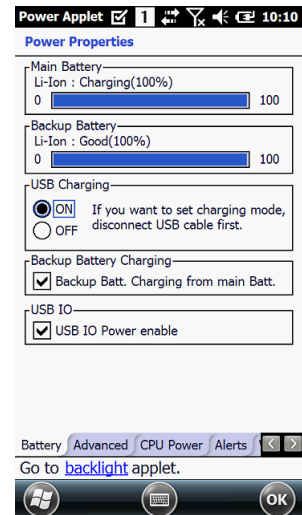 Power Applet 1 10:10
Power Properties
Main Battery
Li-Ion : Charging(100%)
0 100
Backup Battery
Li-Ion : Good(100%)
0 100
USB Charging
ON If you want to set charging mode,
OFF disconnect USB cable first.
Backup Battery Charging
Backup Batt. Charging from main Batt.
USB IO
USB IO Power enable
Battery Advanced CPU Power Alerts
Go to backlight applet.
OK